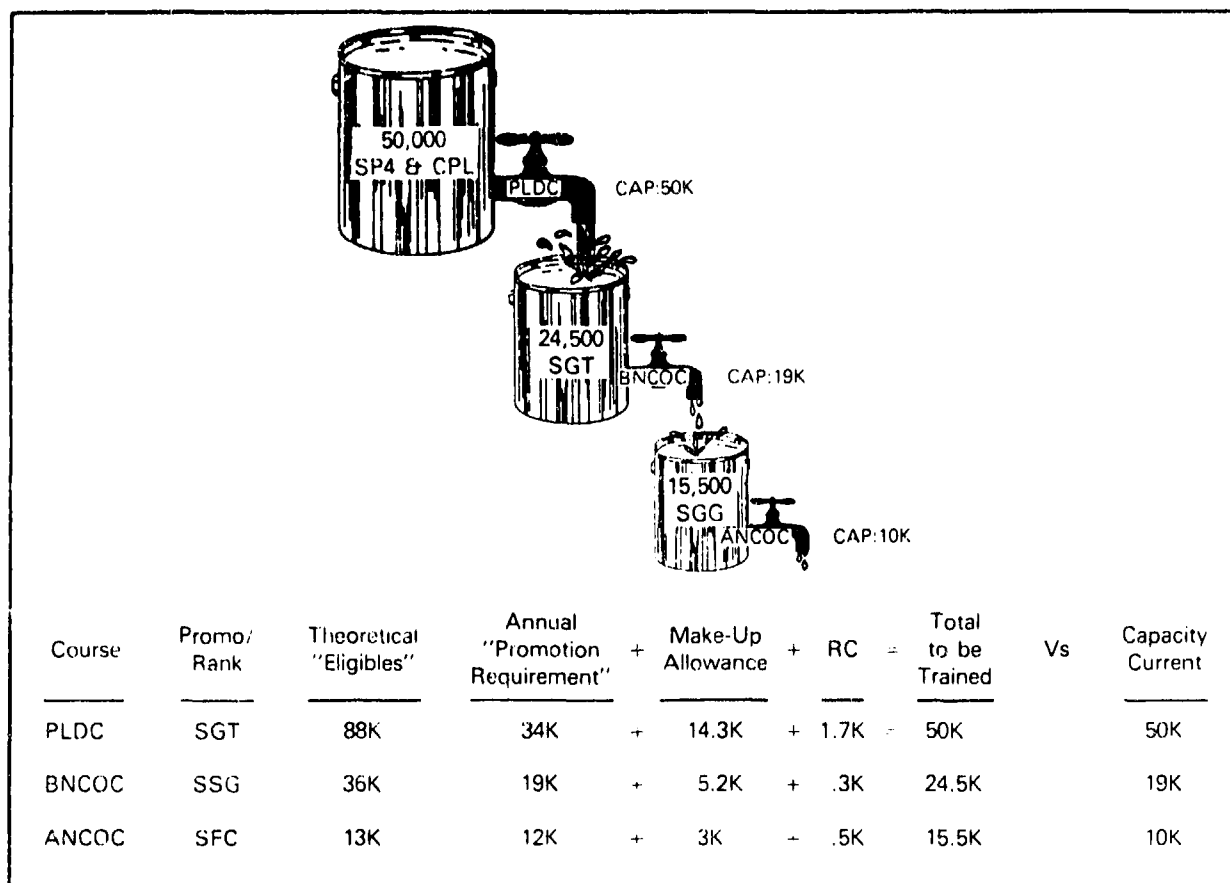 50,000
SP4 & CPL
PLDC CAP:50K
24,500
SGT
BNCOC CAP:19K
15,500
SGG
ANCOC CAP:10K
Course Promo/ Rank Theoretical "Eligibles" Annual "Promotion Requirement" + Make-Up Allowance + RC = Total to be Trained Vs Capacity Current
PLDC SGT 88K 34K + 14.3K + 1.7K = 50K 50K
BNCOC SSG 36K 19K + 5.2K + .3K 24.5K 19K
ANCOC SFC 13K 12K + 3K + .5K 15.5K 10K